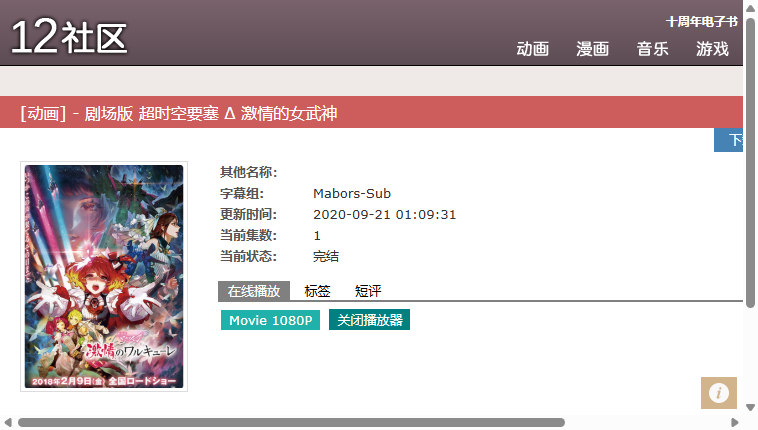 12社区
十周年电子书
动画 漫画 音乐 游戏
[动画] - 剧场版 超时空要塞 Δ 激情的女武神
其他名称:
字幕组: Mabors-Sub
更新时间: 2020-09-21 01:09:31
当前集数: 1
当前状态: 完结
在线播放 标签 短评
Movie 1080P 关闭播放器
激情のワルキューレ
2018年2月9日(金) 全国ロードショー